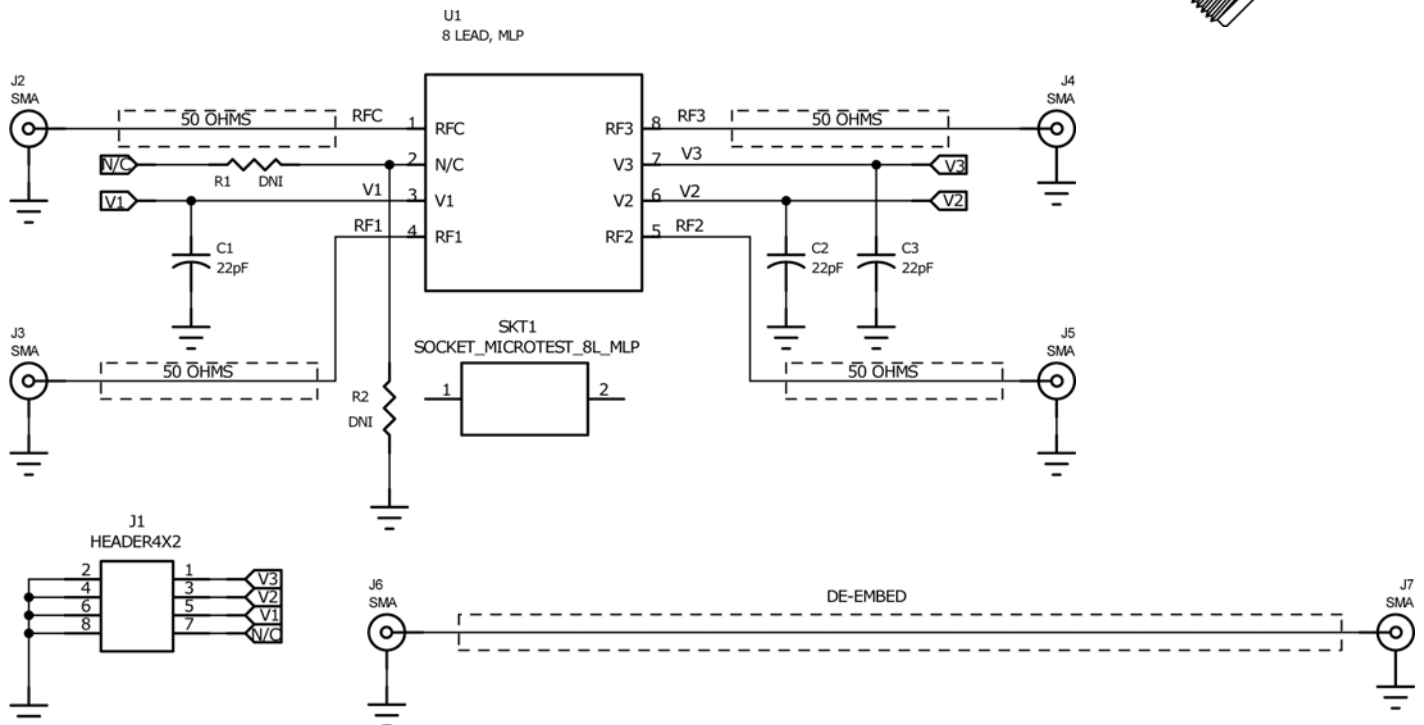 U1
8 LEAD, MLP
J2
SMA
50 OHMS
RFC
1
RFC
N/C
R1
DNI
2
N/C
V1
V1
3
V1
RF1
4
RF1
C1
22pF
RF3
8
RF3
50 OHMS
J4
SMA
V3
7
V3
V3
V2
6
V2
V2
RF2
5
RF2
C2
22pF
C3
22pF
J3
SMA
50 OHMS
R2
DNI
SKT1
SOCKET_MICROTEST_8L_MLP
1
2
50 OHMS
J5
SMA
J1
HEADER4X2
2
1
V3
4
3
V2
6
5
V1
8
7
N/C
J6
SMA
DE-EMBED
J7
SMA